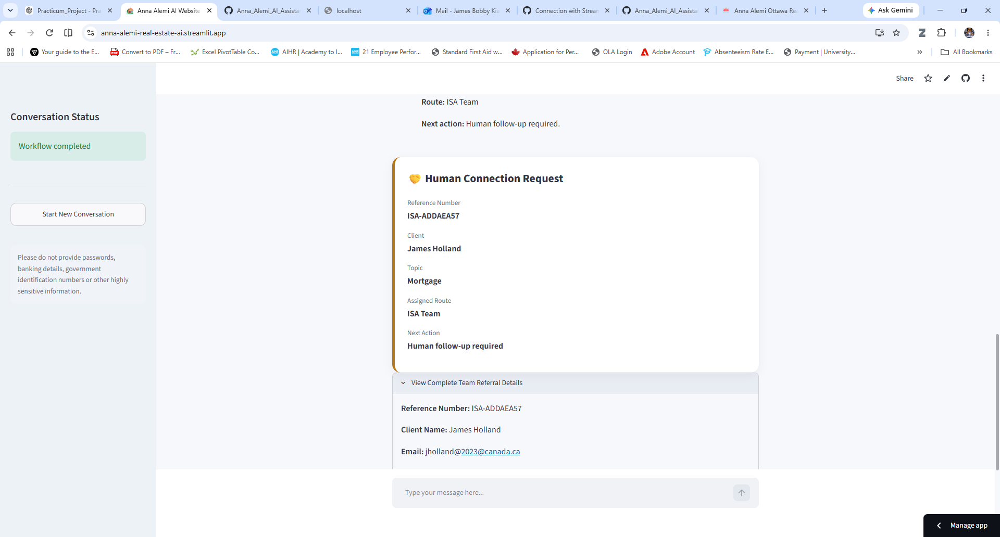 Practicum_Project - Pra
Anna Alemi AI Website
Anna_Alemi_AI_Assista
localhost
Mail - James Bobby Kia
Connection with Stream
Anna_Alemi_AI_Assista
Anna Alemi Ottawa Rea
Ask Gemini
anna-alemi-real-estate-ai.streamlit.app
Your guide to the E...
Convert to PDF – Fr...
Excel PivotTable Co...
AIHR | Academy to I...
21 Employee Perfor...
Standard First Aid w...
Application for Per...
OLA Login
Adobe Account
Absenteeism Rate E...
Payment | University...
All Bookmarks
Share
Conversation Status
Workflow completed
Start New Conversation
Please do not provide passwords,
banking details, government
identification numbers or other highly
sensitive information.
Route: ISA Team
Next action: Human follow-up required.
Human Connection Request
Reference Number
ISA-ADDAEA57
Client
James Holland
Topic
Mortgage
Assigned Route
ISA Team
Next Action
Human follow-up required
View Complete Team Referral Details
Reference Number: ISA-ADDAEA57
Client Name: James Holland
Email: jholland@2023@canada.ca
Type your message here...
Manage app